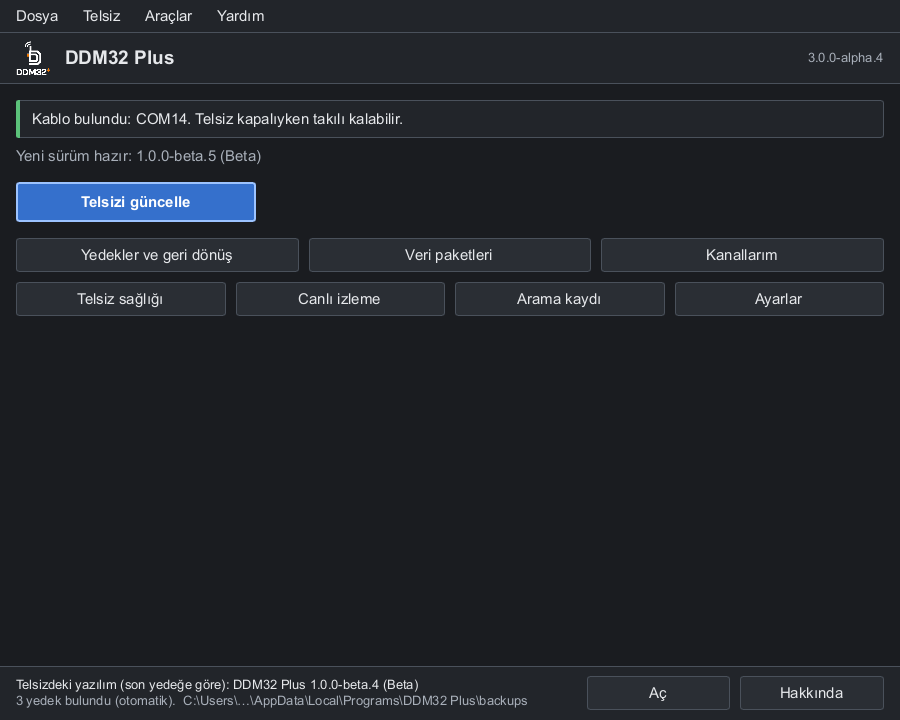 Dosya Telsiz Araçlar Yardım
DDM32+
DDM32 Plus
3.0.0-alpha.4
Kablo bulundu: COM14. Telsiz kapalıyken takılı kalabilir.
Yeni sürüm hazır: 1.0.0-beta.5 (Beta)
Telsizi güncelle
Yedekler ve geri dönüş
Veri paketleri
Kanallarım
Telsiz sağlığı
Canlı izleme
Arama kaydı
Ayarlar
Telsizdeki yazılım (son yedeğe göre): DDM32 Plus 1.0.0-beta.4 (Beta)
3 yedek bulundu (otomatik). C:\Users\...\AppData\Local\Programs\DDM32 Plus\backups
Aç
Hakkında